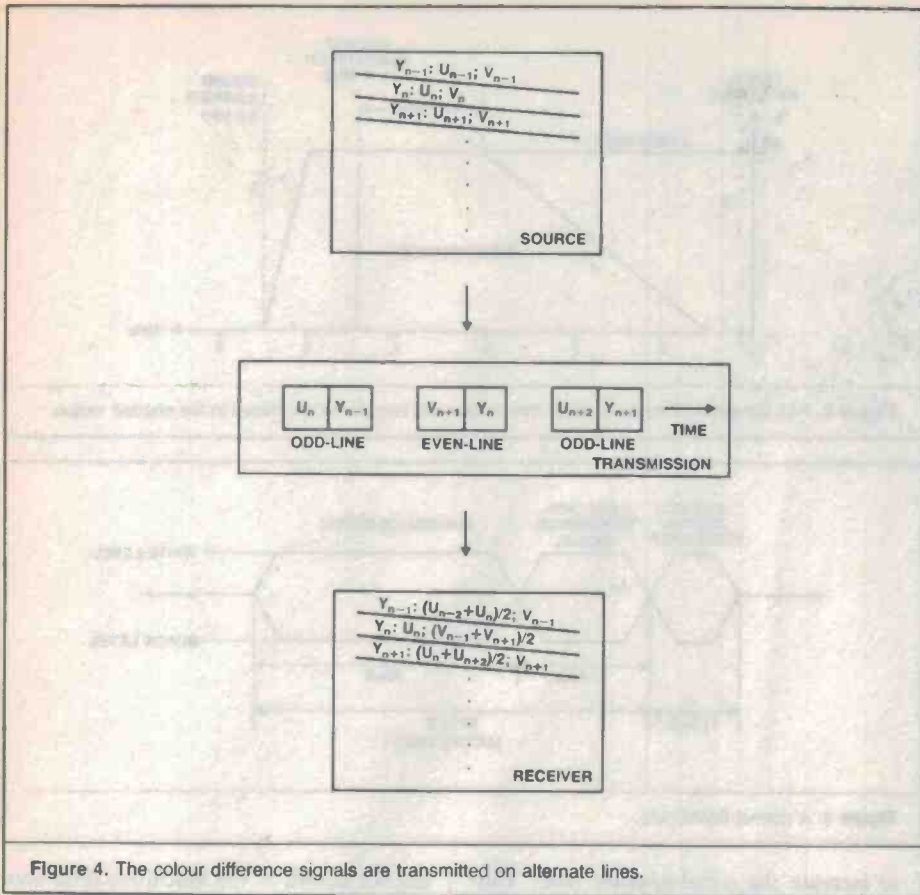 Yₙ₋₁: Uₙ₋₁; Vₙ₋₁
Yₙ: Uₙ; Vₙ
Yₙ₊₁: Uₙ₊₁; Vₙ₊₁
SOURCE
Uₙ Yₙ₋₁ Vₙ₊₁ Yₙ Uₙ₊₂ Yₙ₊₁
ODD-LINE EVEN-LINE ODD-LINE TIME
TRANSMISSION
Yₙ₋₁: (Uₙ₋₂+Uₙ)/2; Vₙ₋₁
Yₙ: Uₙ; (Vₙ₋₁+Vₙ₊₁)/2
Yₙ₊₁: (Uₙ+Uₙ₊₂)/2; Vₙ₊₁
RECEIVER
Figure 4. The colour difference signals are transmitted on alternate lines.